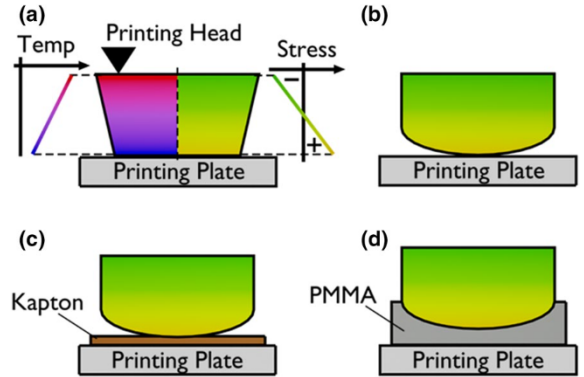 (a)
Printing Head
Temp
Stress
−
+
Printing Plate
(b)
Printing Plate
(c)
Kapton
Printing Plate
(d)
PMMA
Printing Plate